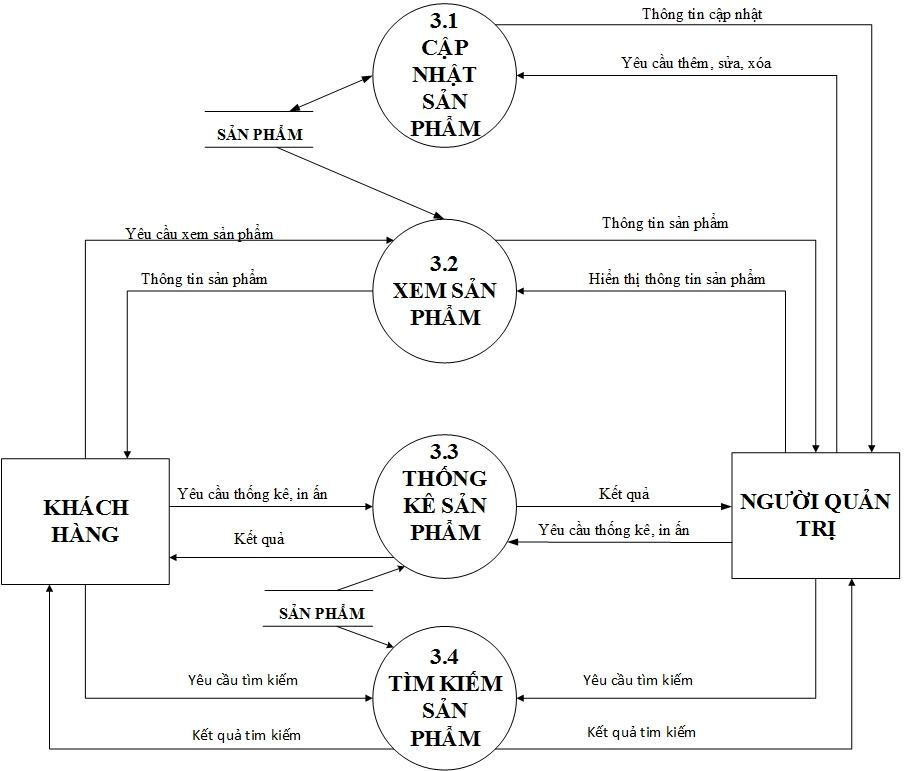 3.1
CẬP
NHẬT
SẢN
PHẨM
Thông tin cập nhật
Yêu cầu thêm, sửa, xóa
SẢN PHẨM
Yêu cầu xem sản phẩm
Thông tin sản phẩm
3.2
XEM SẢN
PHẨM
Thông tin sản phẩm
Hiển thị thông tin sản phẩm
KHÁCH
HÀNG
Yêu cầu thống kê, in ấn
Kết quả
3.3
THỐNG
KÊ SẢN
PHẨM
Kết quả
Yêu cầu thống kê, in ấn
NGƯỜI QUẢN
TRỊ
SẢN PHẨM
Yêu cầu tìm kiếm
Kết quả tim kiếm
3.4
TÌM KIẾM
SẢN
PHẨM
Yêu cầu tìm kiếm
Kết quả tim kiếm